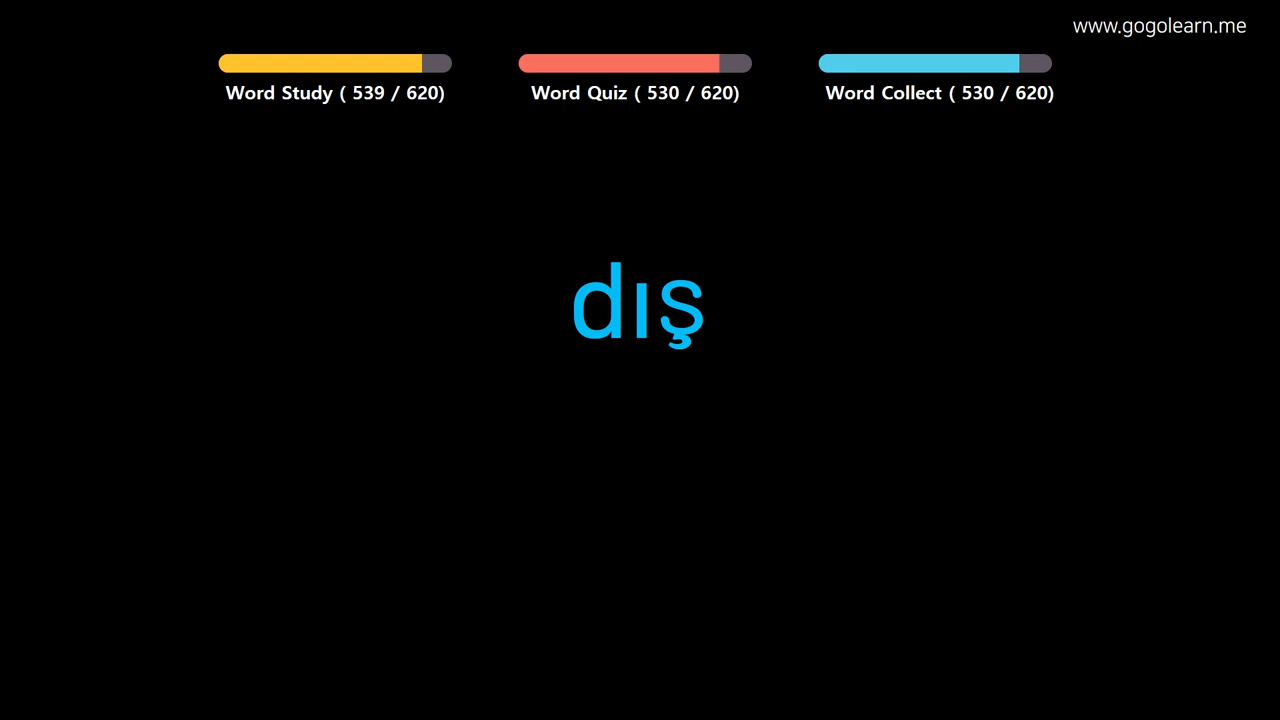 www.gogolearn.me
Word Study ( 539 / 620)
Word Quiz ( 530 / 620)
Word Collect ( 530 / 620)
dış